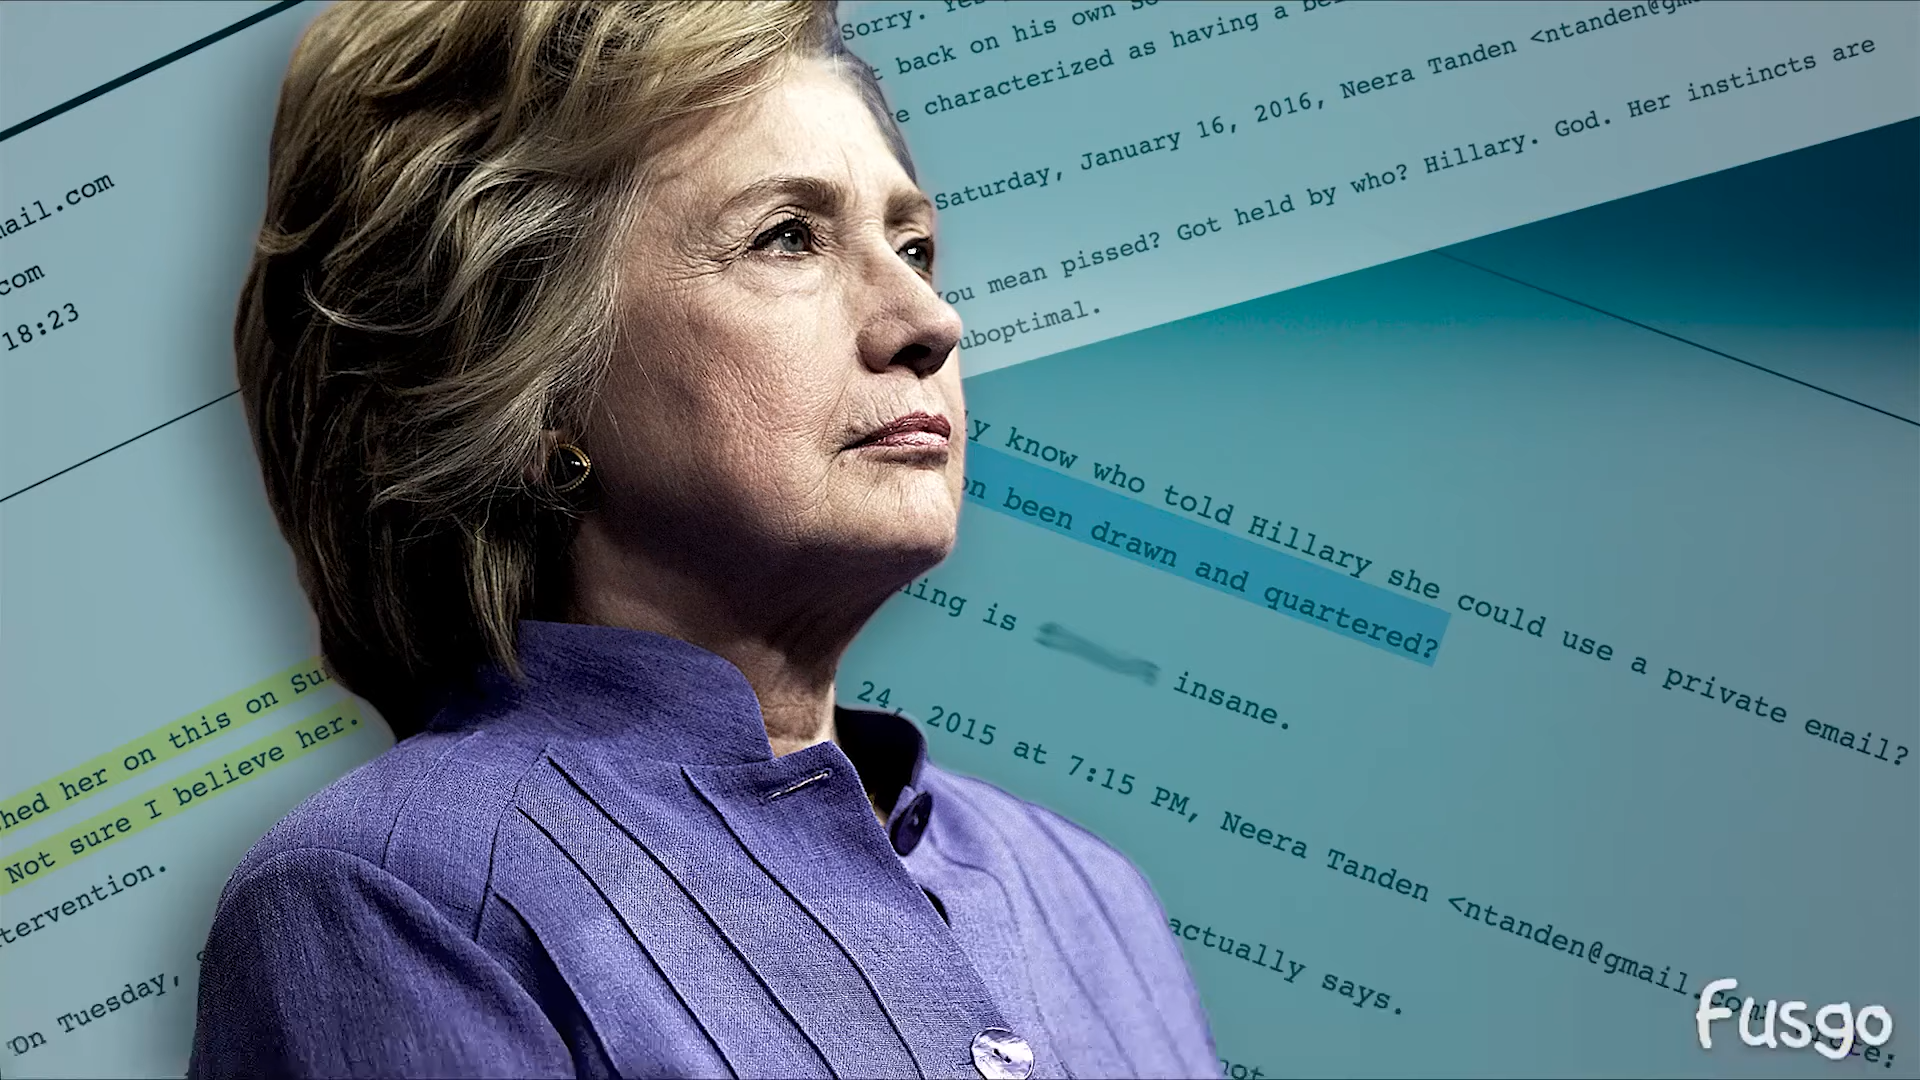 Sorry.
back on his own
characterized as having a
Saturday, January 16, 2016, Neera Tanden <ntanden@gm
mean pissed? Got held by who? Hillary. God. Her instincts are
uboptimal.
ail.com
com
18:23
y know who told Hillary she could use a private email?
n been drawn and quartered?
ing is insane.
24, 2015 at 7:15 PM, Neera Tanden <ntanden@gmail.
actually says.
hed her on this on
Not sure I believe her.
tervention.
On Tuesday,
Fusgo